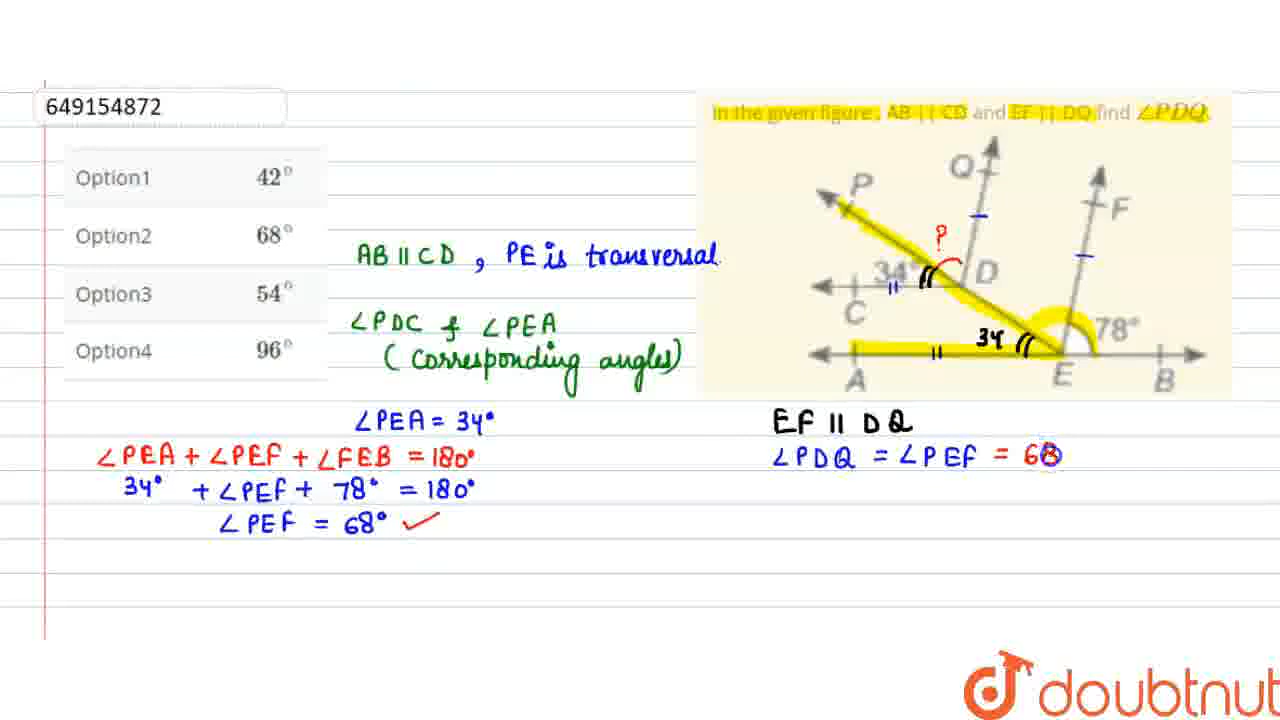 649154872
Option1 42°
Option2 68°
Option3 54°
Option4 96°
In the given figure , AB || CD and EF || DQ find ∠PDQ.
P
Q
F
P
34°
D
C
34
78°
A
E
B
AB || CD , PE is transversal.
∠PDC & ∠PEA
(corresponding angles)
∠PEA = 34°
∠PEA + ∠PEF + ∠FEB = 180°
34° + ∠PEF + 78° = 180°
∠PEF = 68° ✓
EF || DQ
∠PDQ = ∠PEF = 68
doubtnut